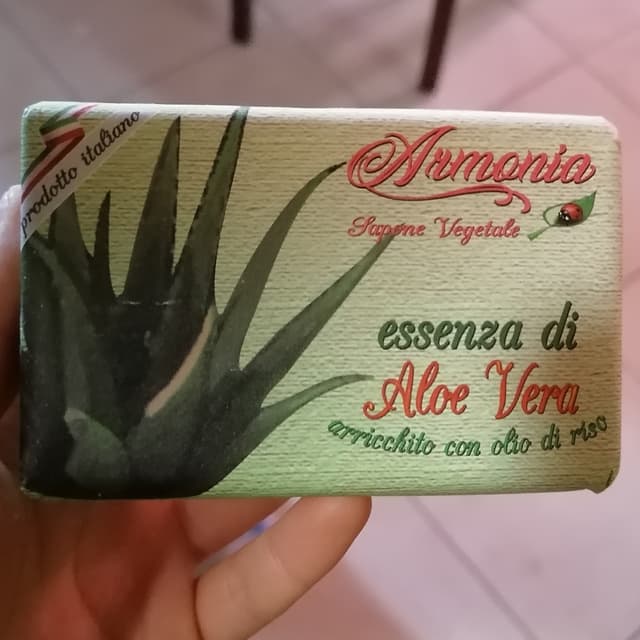 prodotto italiano
Armonia
Sapone Vegetale
essenza di
Aloe Vera
arricchito con olio di riso